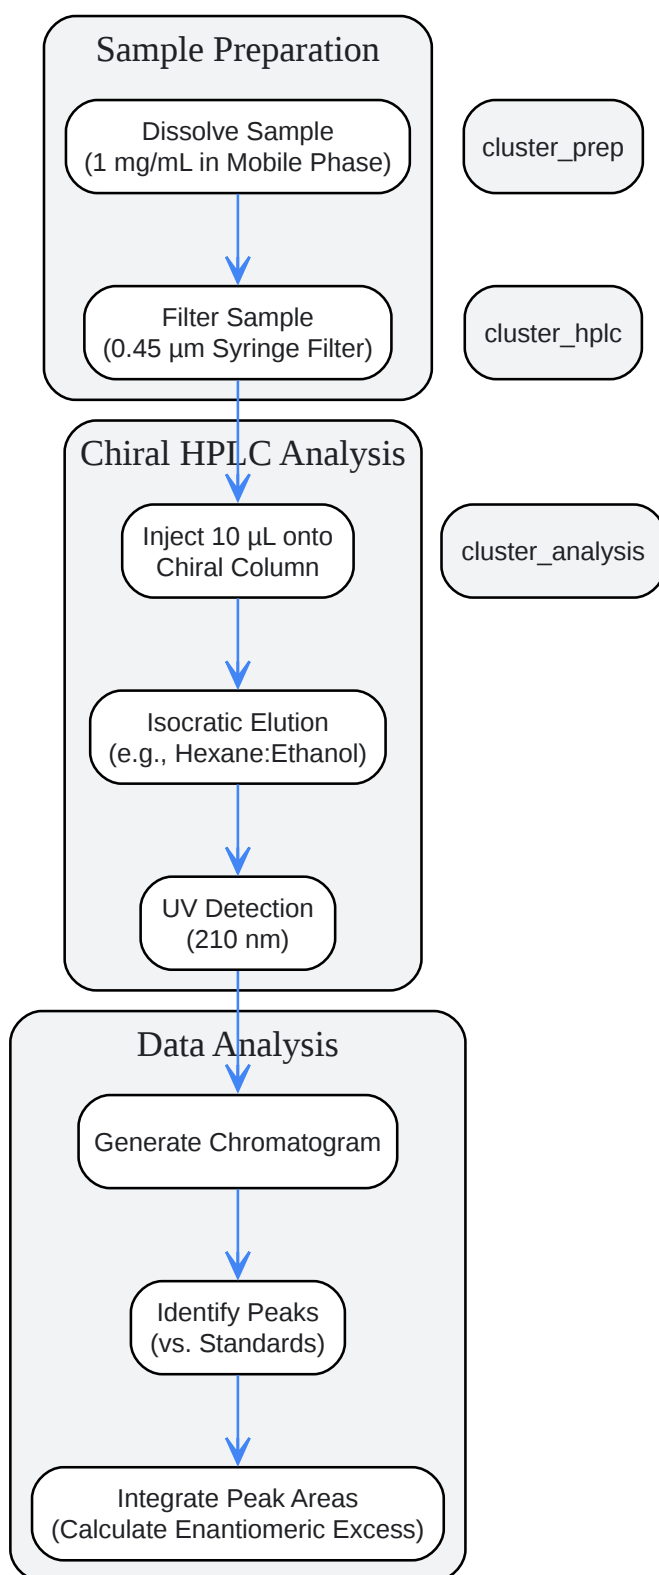 Sample Preparation
Dissolve Sample
(1 mg/mL in Mobile Phase)
cluster_prep
Filter Sample
(0.45 µm Syringe Filter)
cluster_hplc
Chiral HPLC Analysis
Inject 10 µL onto
Chiral Column
cluster_analysis
Isocratic Elution
(e.g., Hexane:Ethanol)
UV Detection
(210 nm)
Data Analysis
Generate Chromatogram
Identify Peaks
(vs. Standards)
Integrate Peak Areas
(Calculate Enantiomeric Excess)